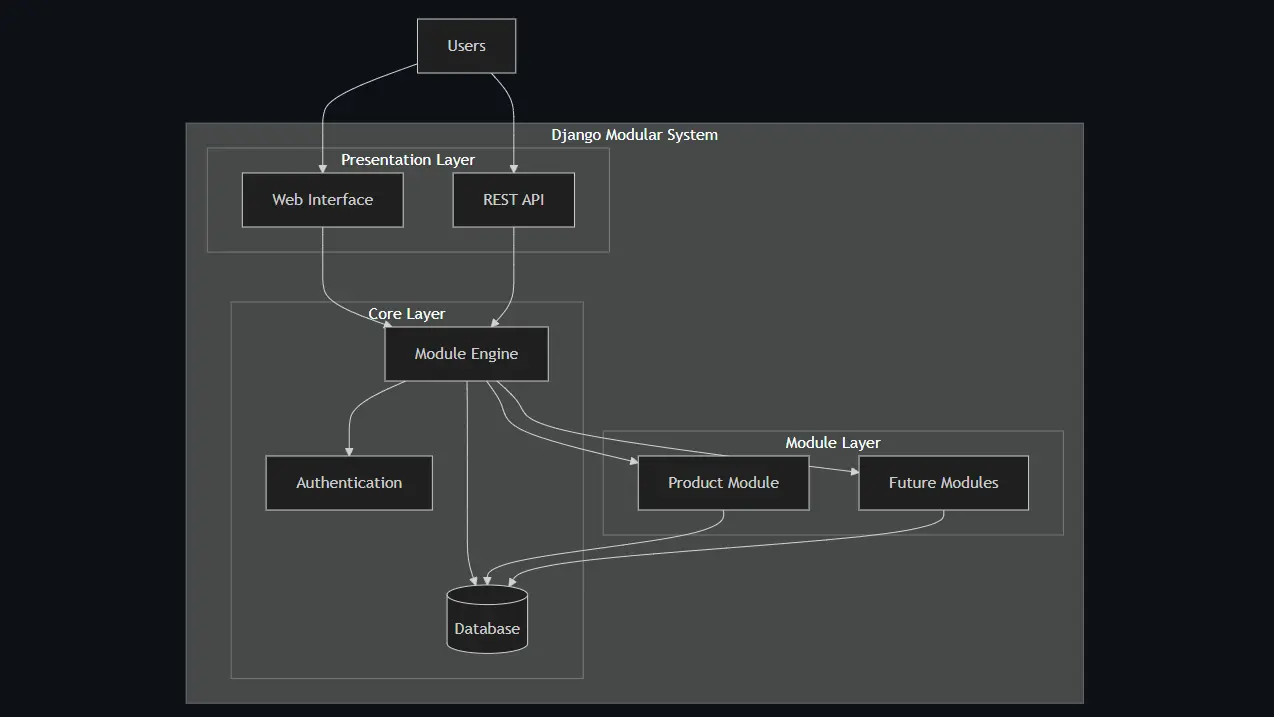 Users
Django Modular System
Presentation Layer
Web Interface
REST API
Core Layer
Module Engine
Module Layer
Authentication
Product Module
Future Modules
Database